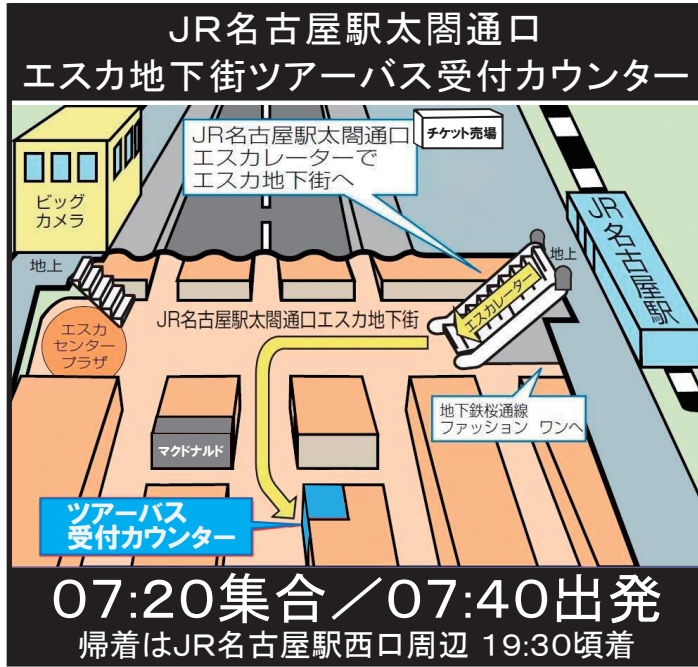 JR名古屋駅太閤通口
エスカ地下街ツアーバス受付カウンター
JR名古屋駅太閤通口
エスカレーターで
エスカ地下街へ
チケット売場
ビッグ
カメラ
JR名古屋駅
地上
地上
エスカレーター
エスカ
センター
プラザ
JR名古屋駅太閤通口エスカ地下街
地下鉄桜通線
ファッション ワンへ
マクドナルド
ツアーバス
受付カウンター
07:20集合／07:40出発
帰着はJR名古屋駅西口周辺 19:30頃着